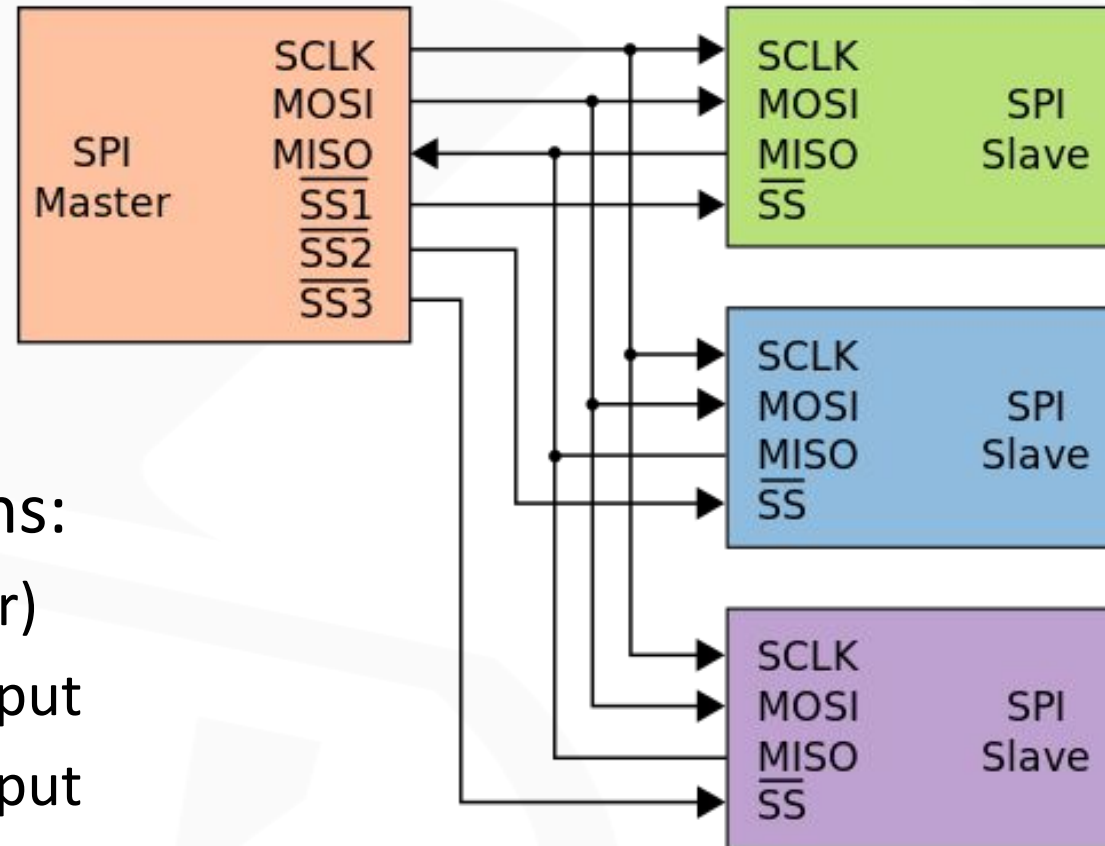 SCLK
MOSI
MISO
SS1
SS2
SS3
SPI
Master
SCLK
MOSI
MISO
SS
SPI
Slave
SCLK
MOSI
MISO
SS
SPI
Slave
SCLK
MOSI
MISO
SS
SPI
Slave
ns:
r)
put
put